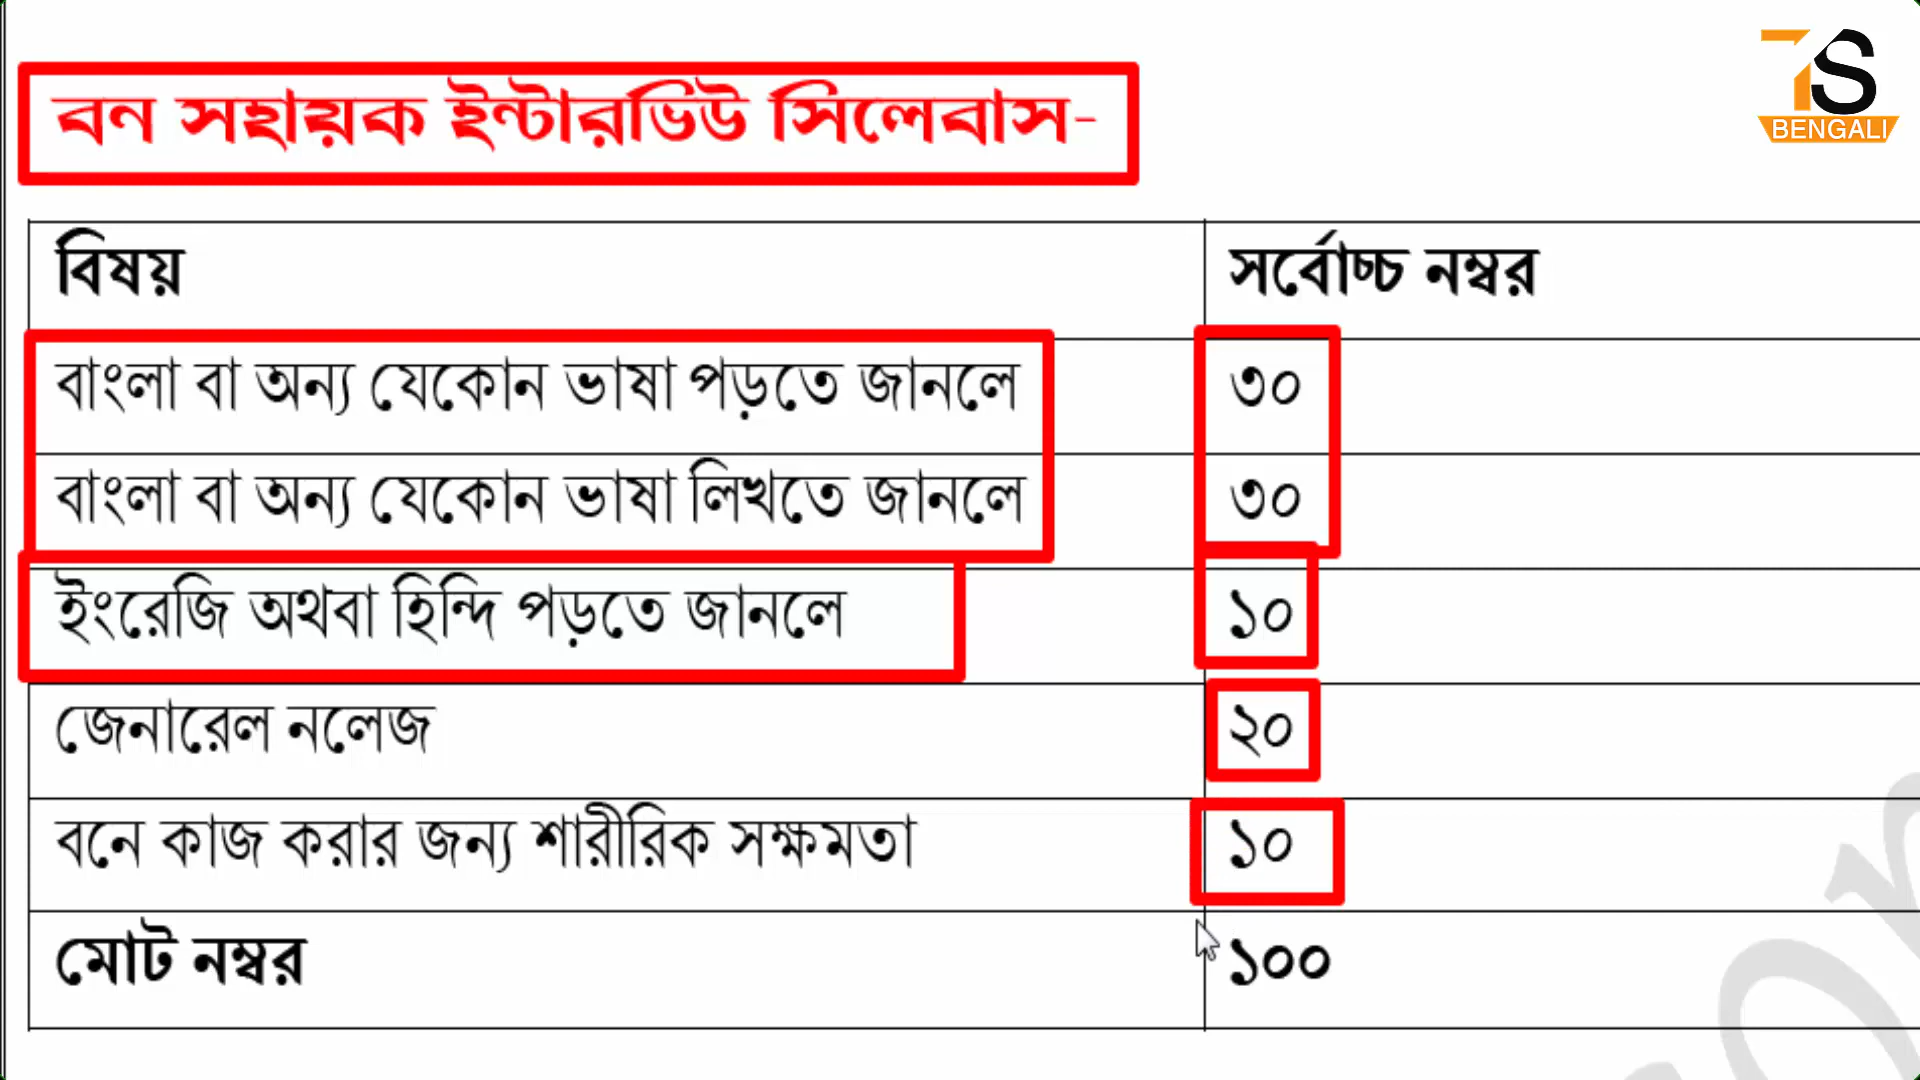 বন সহায়ক ইন্টারভিউ সিলেবাস-
TS
BENGALI
বিষয় সর্বোচ্চ নম্বর
বাংলা বা অন্য যেকোন ভাষা পড়তে জানলে ৩০
বাংলা বা অন্য যেকোন ভাষা লিখতে জানলে ৩০
ইংরেজি অথবা হিন্দি পড়তে জানলে ১০
জেনারেল নলেজ ২০
বনে কাজ করার জন্য শারীরিক সক্ষমতা ১০
মোট নম্বর ১০০